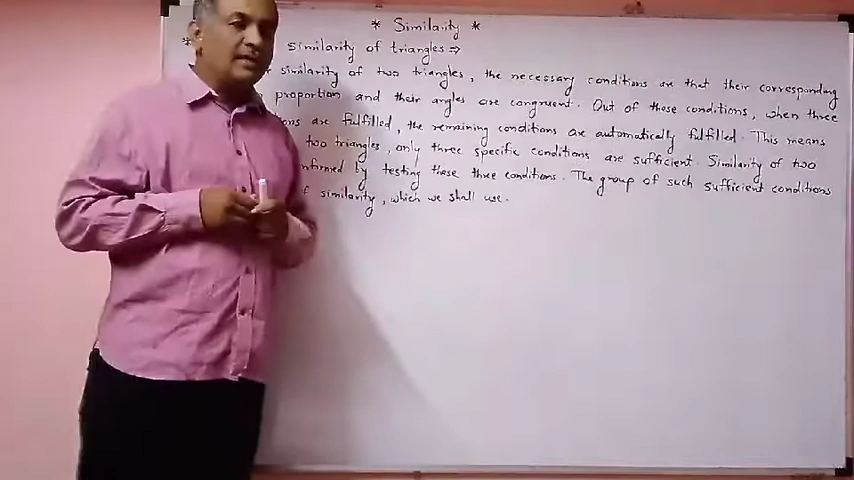 * Similarity *
* similarity of triangles ⇒
similarity of two triangles, the necessary conditions are that their corresponding
proportion and their angles are congruent. Out of these conditions, when three
are fulfilled, the remaining conditions are automatically fulfilled. This means
two triangles, only three specific conditions are sufficient. Similarity of two
by testing these three conditions. The group of such sufficient conditions
similarity, which we shall use.